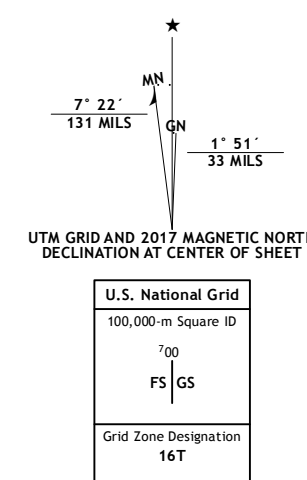 ★
MN
7° 22´
131 MILS
GN
1° 51´
33 MILS
UTM GRID AND 2017 MAGNETIC NORT
DECLINATION AT CENTER OF SHEET
U.S. National Grid
100,000-m Square ID
⁷00
FS GS
Grid Zone Designation
16T